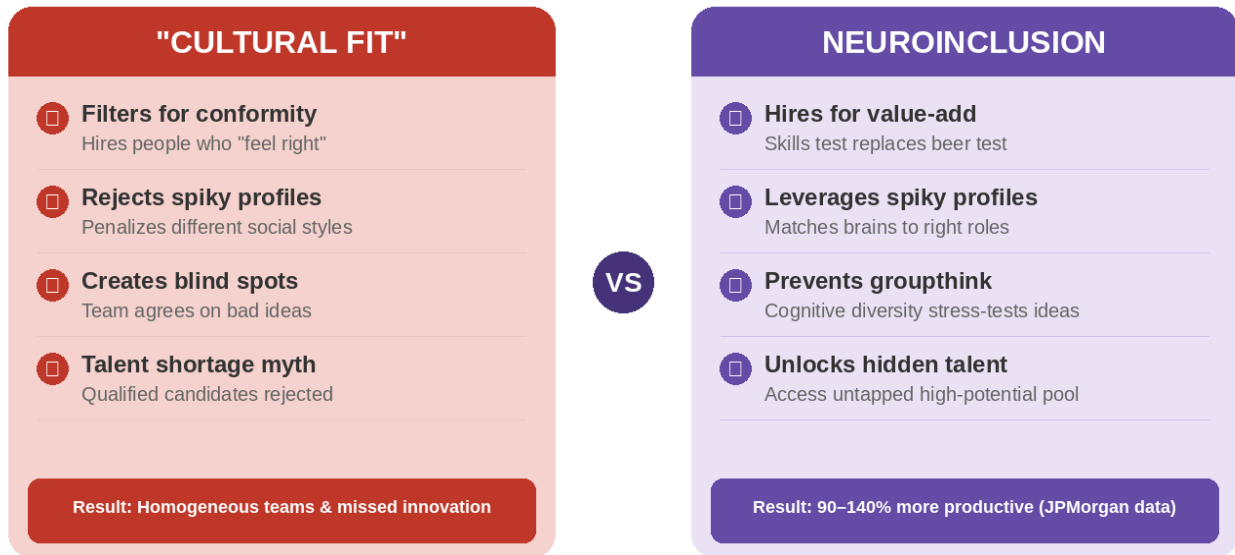 "CULTURAL FIT"
Filters for conformity
Hires people who "feel right"
Rejects spiky profiles
Penalizes different social styles
Creates blind spots
Team agrees on bad ideas
Talent shortage myth
Qualified candidates rejected
Result: Homogeneous teams & missed innovation
VS
NEUROINCLUSION
Hires for value-add
Skills test replaces beer test
Leverages spiky profiles
Matches brains to right roles
Prevents groupthink
Cognitive diversity stress-tests ideas
Unlocks hidden talent
Access untapped high-potential pool
Result: 90–140% more productive (JPMorgan data)